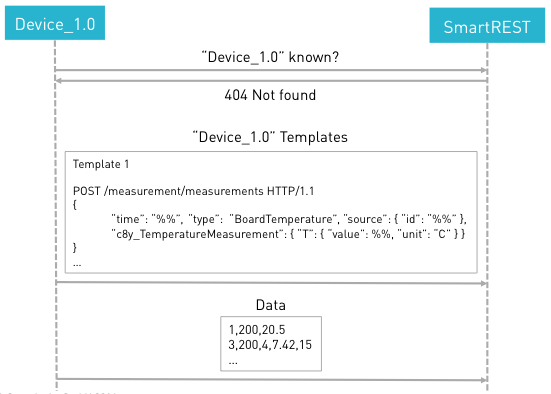 Device_1.0
SmartREST
“Device_1.0” known?
404 Not found
“Device_1.0” Templates
Template 1
POST /measurement/measurements HTTP/1.1
{
“time”: “%%”, “type”: “BoardTemperature”, “source”: { “id”: “%%” },
“c8y_TemperatureMeasurement”: { “T”: { “value”: %%, “unit”: “C” } }
}
...
Data
1,200,20.5
3,200,4,7.42,15
...